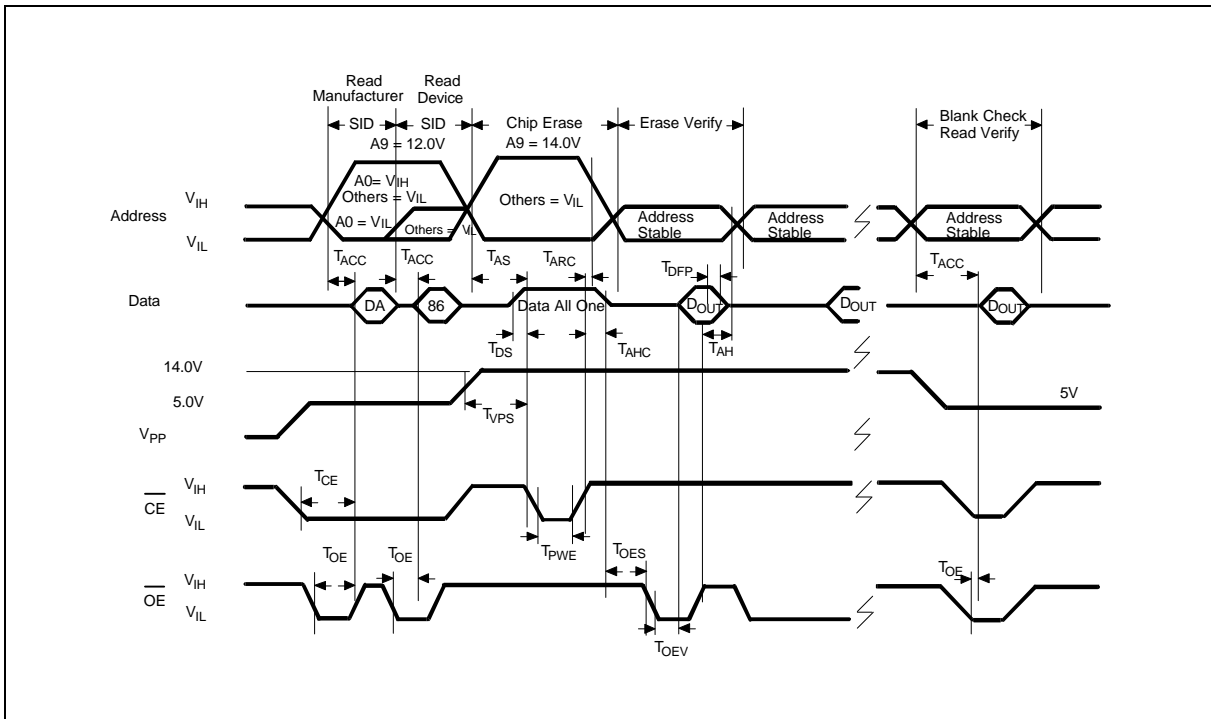 Read Manufacturer
SID
Read Device
SID
Chip Erase
Erase Verify
Blank Check
Read Verify
A9 = 12.0V
A9 = 14.0V
A0= VIH
Others = VIL
Others = VIL
A0 = VIL
Others = VIL
Address
VIH
VIL
Address Stable
Address Stable
Address Stable
TACC
TACC
TAS
TARC
TDFP
TACC
Data
DA
86
Data All One
DOUT
DOUT
DOUT
TDS
TAHC
TAH
14.0V
5.0V
VPP
TVPS
5V
CE
VIH
VIL
TCE
TPWE
OE
VIH
VIL
TOE
TOE
TOES
TOEV
TOE